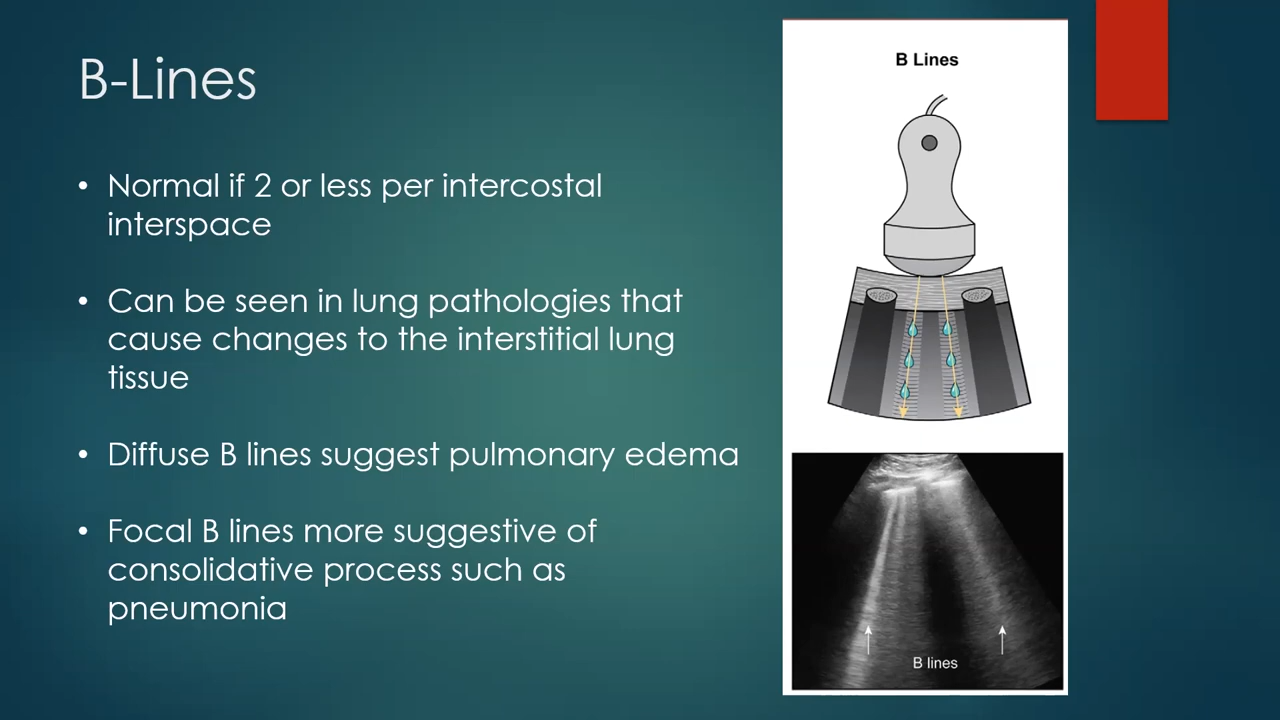 B-Lines
• Normal if 2 or less per intercostal
interspace
• Can be seen in lung pathologies that
cause changes to the interstitial lung
tissue
• Diffuse B lines suggest pulmonary edema
• Focal B lines more suggestive of
consolidative process such as
pneumonia
B Lines
B lines